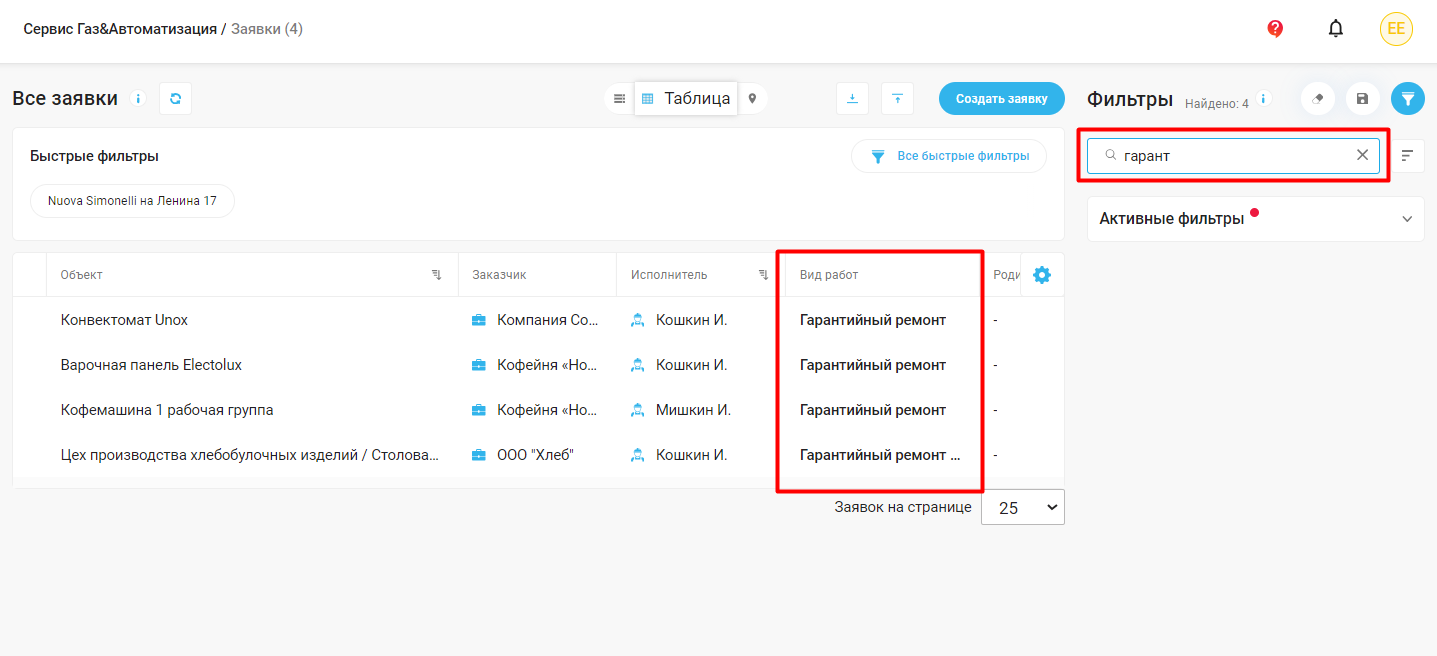 Сервис Газ&Автоматизация / Заявки (4)
EE
Все заявки
Таблица
Создать заявку
Фильтры
Найдено: 4
Быстрые фильтры
Все быстрые фильтры
гарант
Nuova Simonelli на Ленина 17
Активные фильтры
Объект Заказчик Исполнитель Вид работ Роди
Конвектомат Unox Компания Со... Кошкин И. Гарантийный ремонт -
Варочная панель Electolux Кофейня «Но... Кошкин И. Гарантийный ремонт -
Кофемашина 1 рабочая группа Кофейня «Но... Мишкин И. Гарантийный ремонт -
Цех производства хлебобулочных изделий / Столова... ООО "Хлеб" Кошкин И. Гарантийный ремонт ... -
Заявок на странице 25